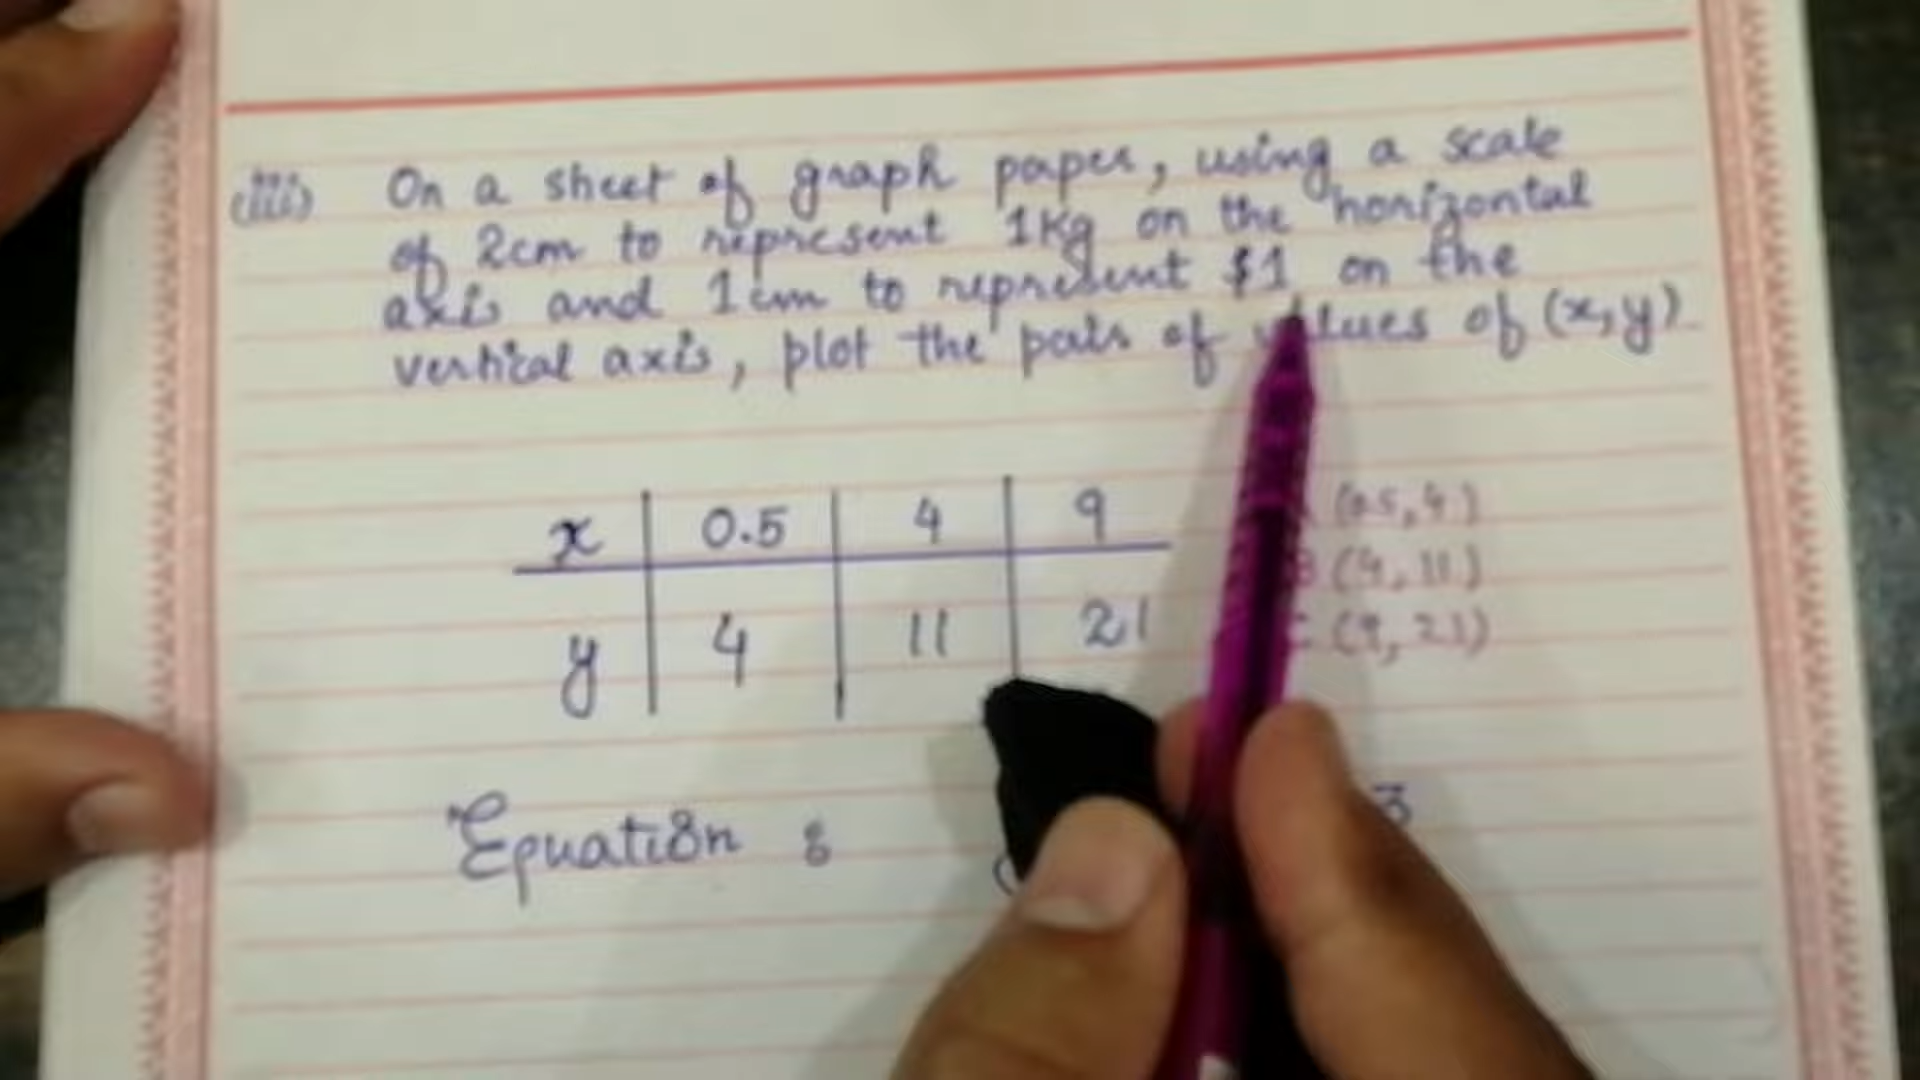 (iii) On a sheet of graph paper, using a scale
of 2cm to represent 1Kg on the horizontal
axis and 1cm to represent $1 on the
vertical axis, plot the pairs of values of (x,y)
x 0.5 4 9
y 4 11 21
(0.5,4)
B (4,11)
C (9,21)
Equation :
3